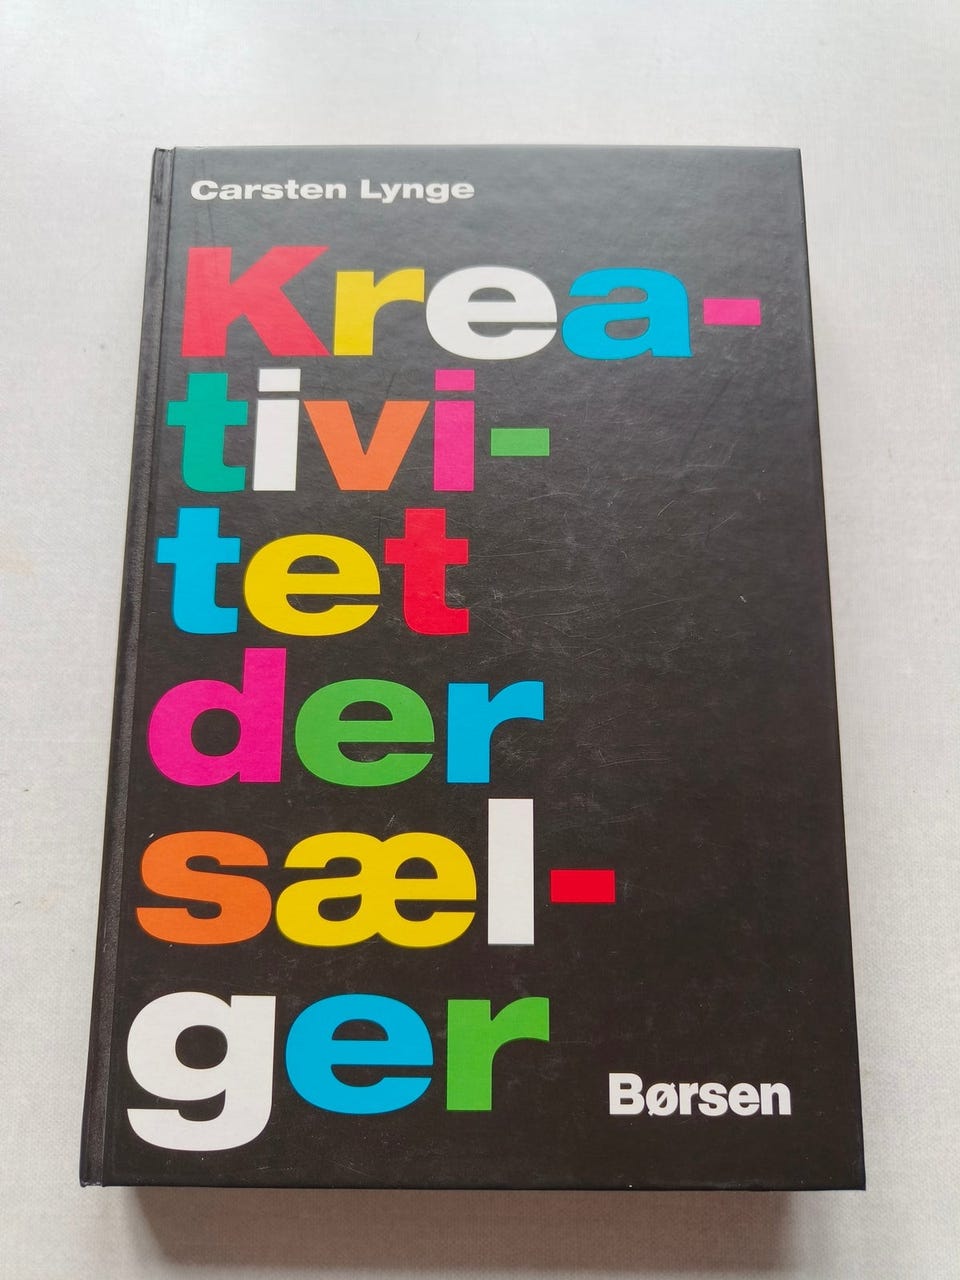 Carsten Lynge
Krea-
tivi-
tet
der
sæl-
ger
Børsen